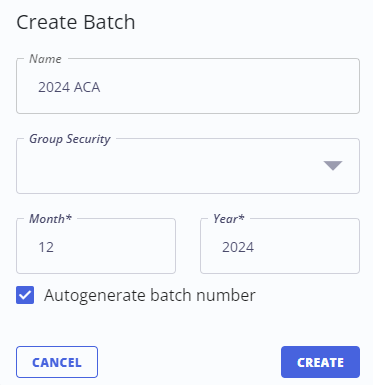 Create Batch
Name
2024 ACA
Group Security
Month*
Year*
12
2024
Autogenerate batch number
CANCEL
CREATE